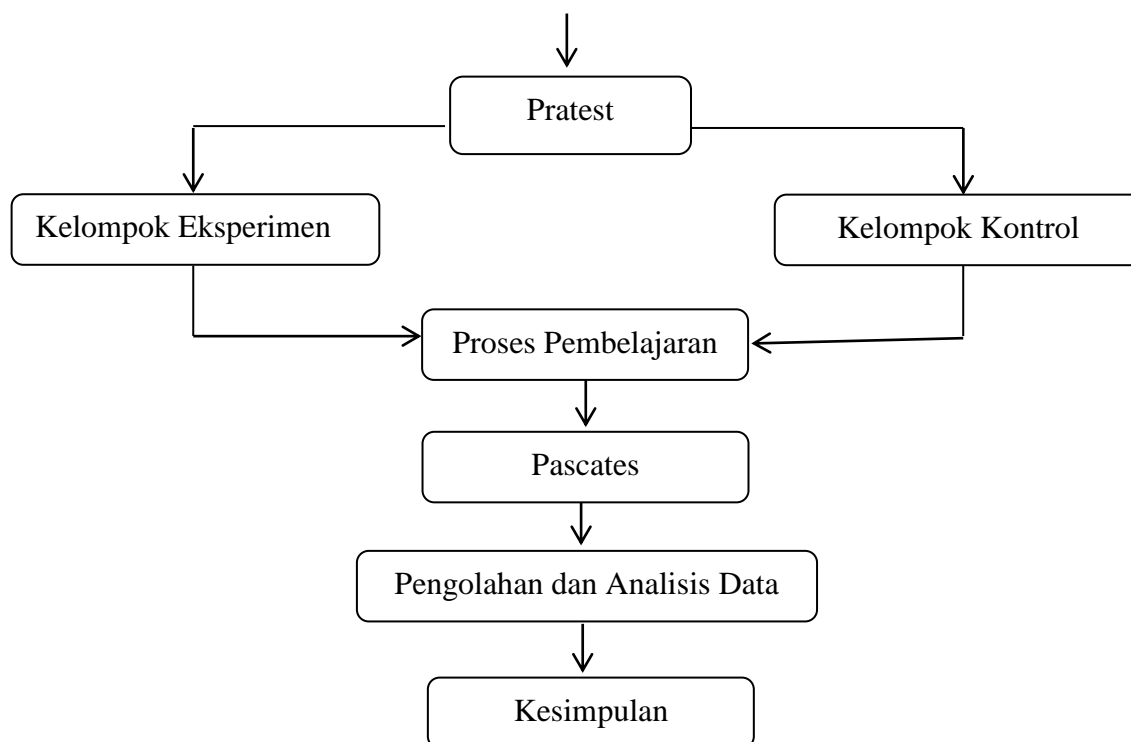 Pratest
Kelompok Eksperimen
Kelompok Kontrol
Proses Pembelajaran
Pascates
Pengolahan dan Analisis Data
Kesimpulan